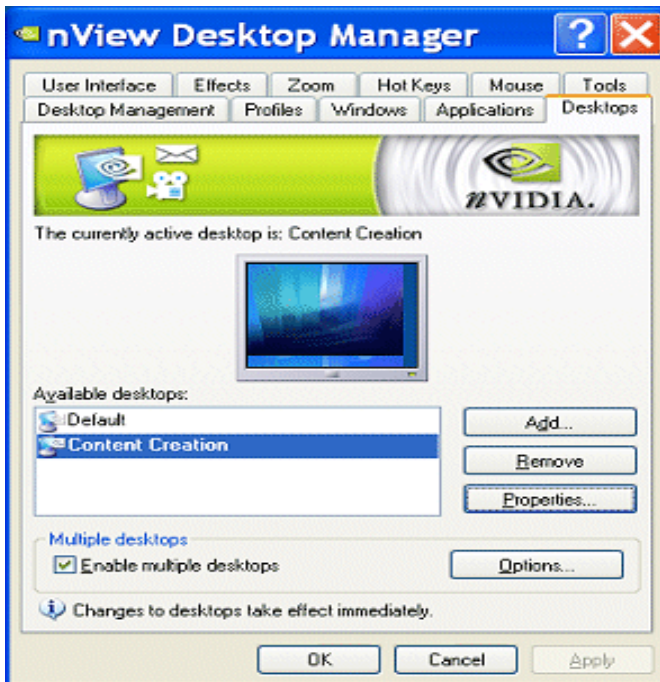 nView Desktop Manager
User Interface Effects Zoom Hot Keys Mouse Tools
Desktop Management Profiles Windows Applications Desktops
nVIDIA.
The currently active desktop is: Content Creation
Available desktops:
Default
Content Creation
Add...
Remove
Properties...
Multiple desktops
Enable multiple desktops
Options...
Changes to desktops take effect immediately.
OK Cancel Apply